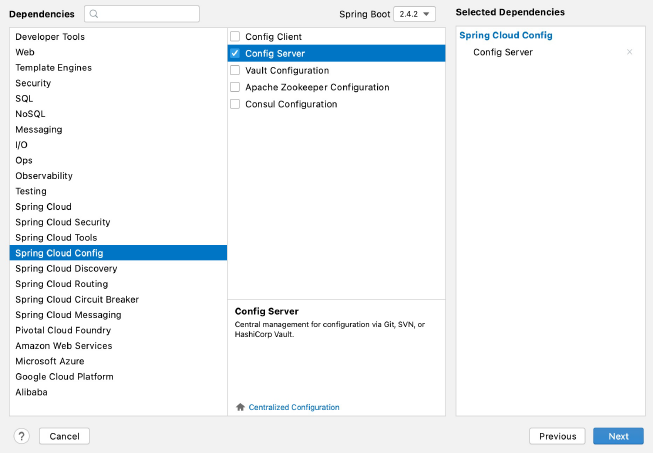 Dependencies
Spring Boot 2.4.2
Selected Dependencies
Developer Tools
Web
Template Engines
Security
SQL
NoSQL
Messaging
I/O
Ops
Observability
Testing
Spring Cloud
Spring Cloud Security
Spring Cloud Tools
Spring Cloud Config
Spring Cloud Discovery
Spring Cloud Routing
Spring Cloud Circuit Breaker
Spring Cloud Messaging
Pivotal Cloud Foundry
Amazon Web Services
Microsoft Azure
Google Cloud Platform
Alibaba
Config Client
Config Server
Vault Configuration
Apache Zookeeper Configuration
Consul Configuration
Config Server
Central management for configuration via Git, SVN, or
HashiCorp Vault.
Centralized Configuration
Spring Cloud Config
Config Server
?
Cancel
Previous
Next